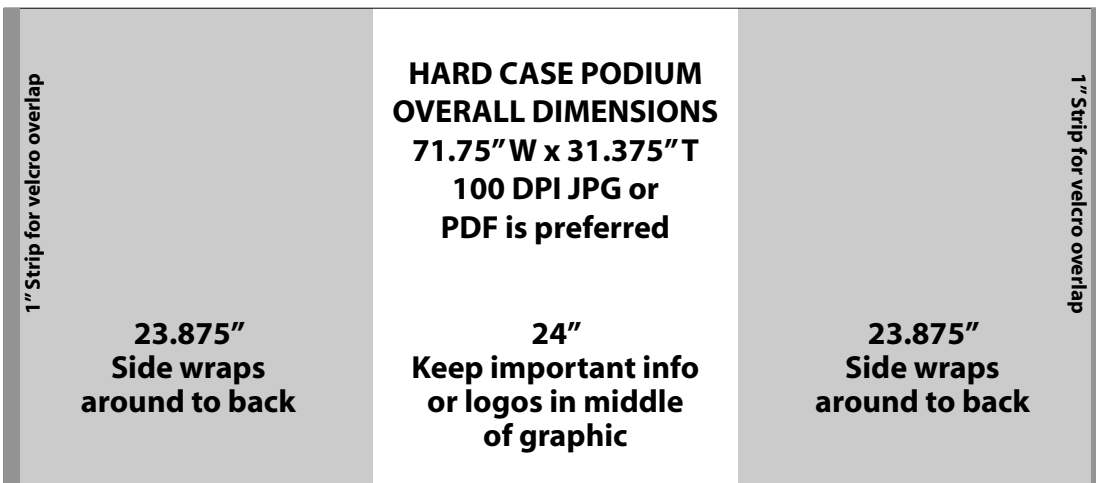 1” Strip for velcro overlap
HARD CASE PODIUM
OVERALL DIMENSIONS
71.75” W x 31.375” T
100 DPI JPG or
PDF is preferred
1” Strip for velcro overlap
23.875”
Side wraps
around to back
24”
Keep important info
or logos in middle
of graphic
23.875”
Side wraps
around to back